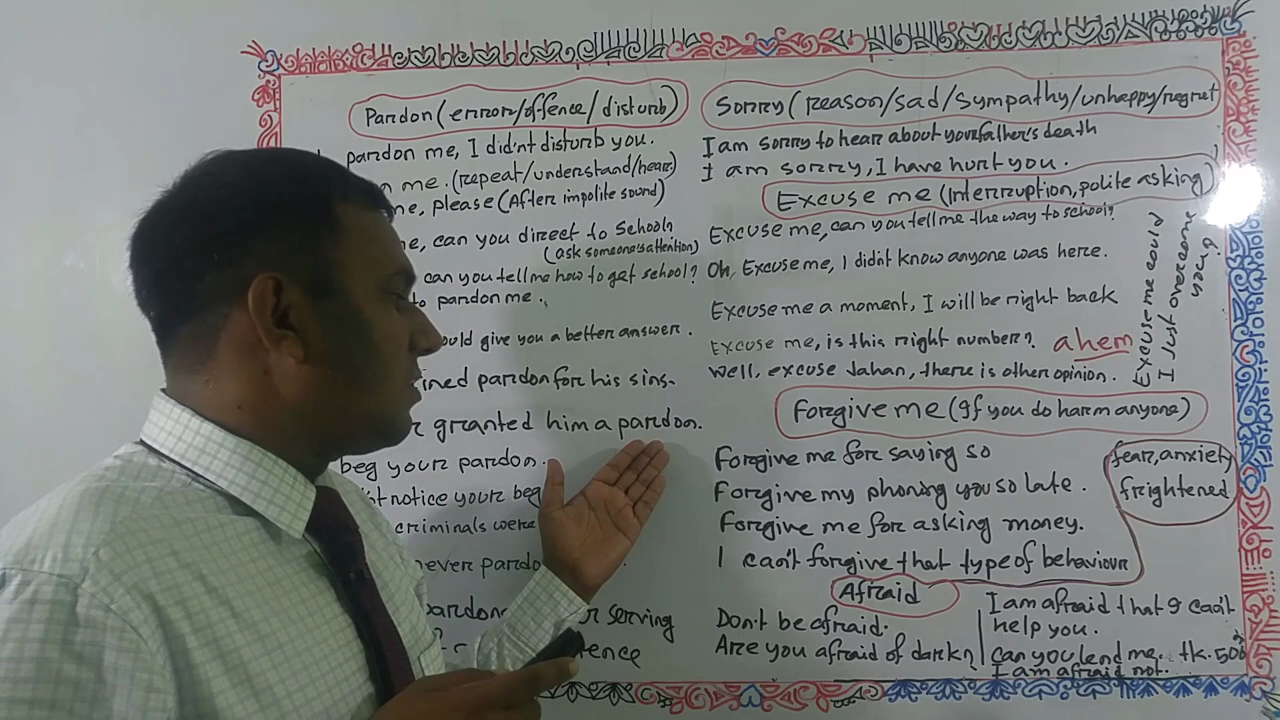 Pardon (error/offence/disturb)
pardon me, I didn't disturb you.
me. (repeat/understand/hear)
me, please (After impolite sound)
can you direct to School
(ask someone's attention)
can you tell me how to get school?
to pardon me.
ould give you a better answer.
ined pardon for his sins.
r granted him a pardon.
beg your pardon.
't notice your beg
criminals were
never pardo
pardon r serving
ence
Sorry (reason/sad/sympathy/unhappy/regret
I am sorry to hear about your father's death
I am sorry, I have hurt you.
Excuse me (Interruption, polite asking)
Excuse me, can you tell me the way to school?
Oh, Excuse me, I didn't know anyone was here.
Excuse me a moment, I will be right back
Excuse me, is this right number? ahem
Well, excuse Jahan, there is other opinion.
Excuse me could
I Just overcome
you?
Forgive me (If you do harm anyone)
Forgive me for saying so
Forgive my phoning you so late.
Forgive me for asking money.
I can't forgive that type of behaviour
fear, anxiety
frightened
Afraid
Don't be afraid.
Are you afraid of dark?
I am afraid that I can't
help you.
Can you lend me tk. 500?
I am afraid not.